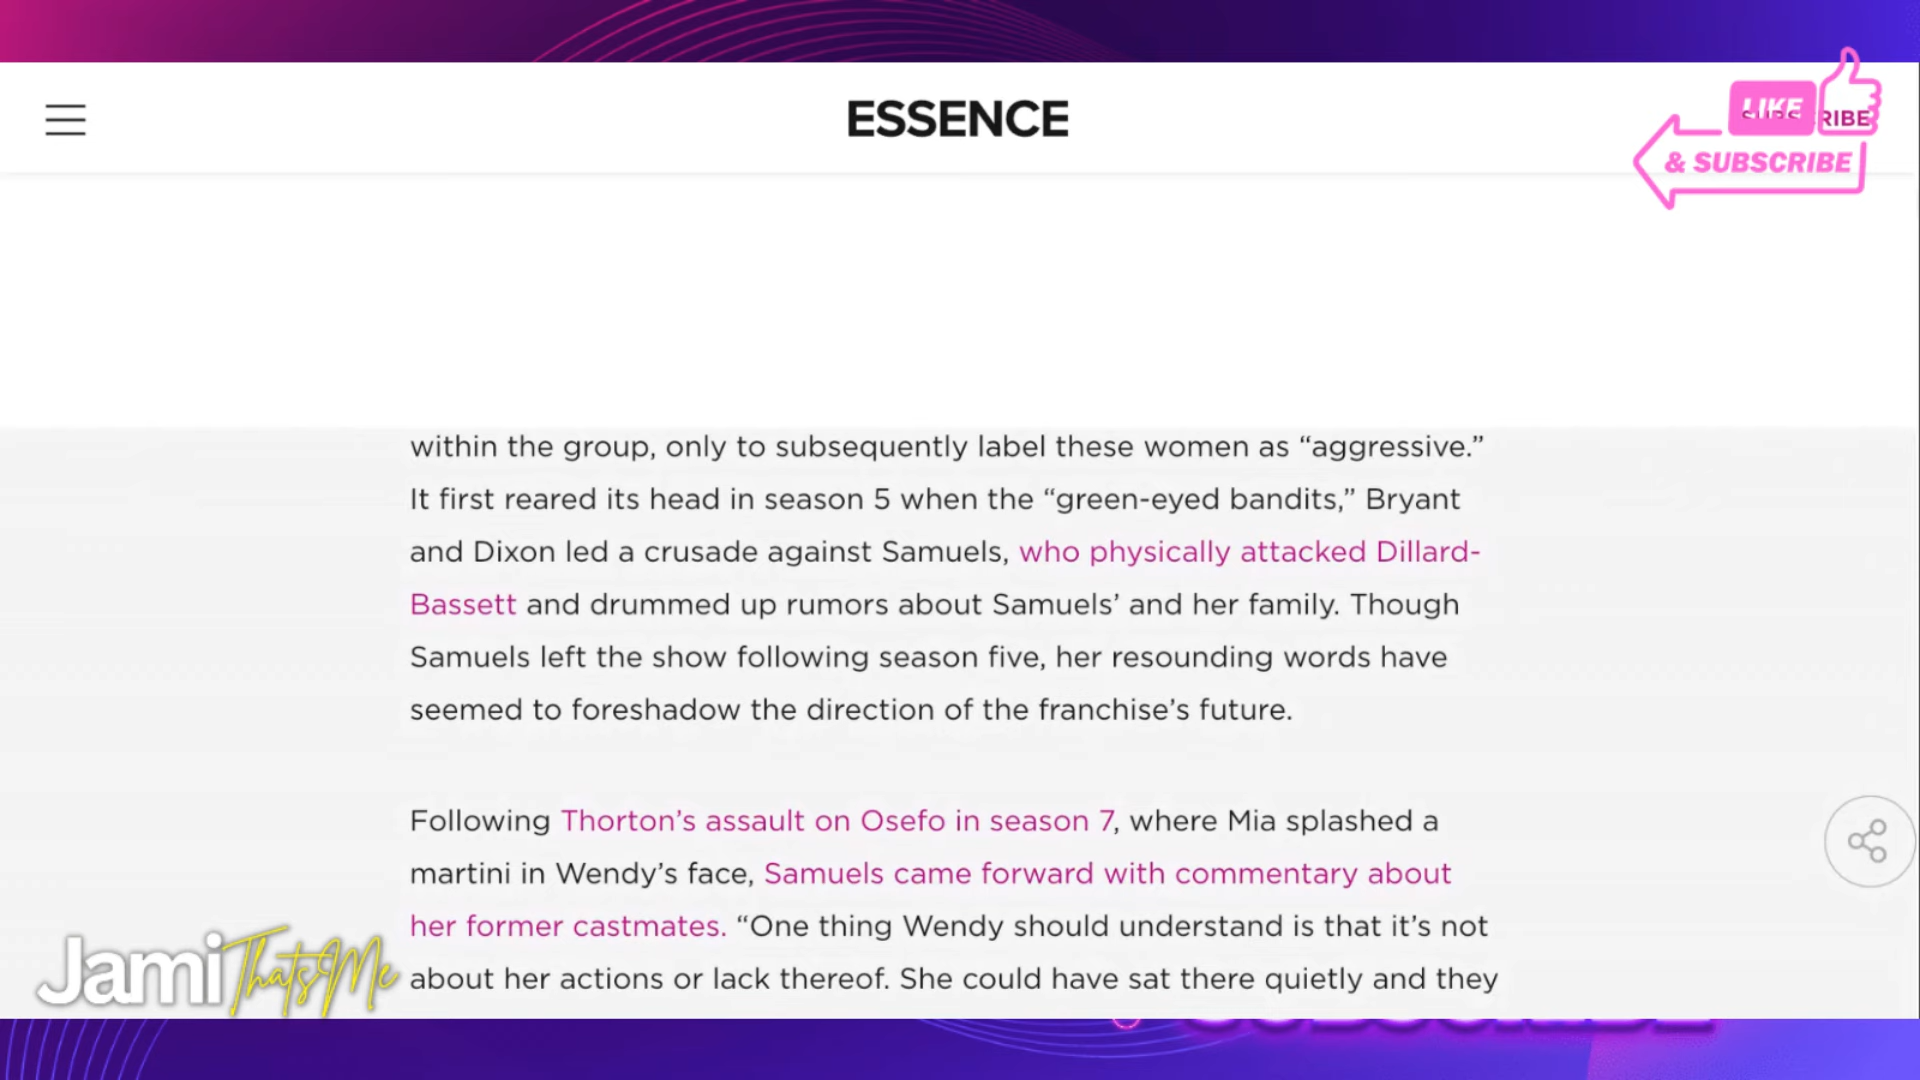 ESSENCE
LIKE
RIBE
& SUBSCRIBE
within the group, only to subsequently label these women as “aggressive.”
It first reared its head in season 5 when the “green-eyed bandits,” Bryant
and Dixon led a crusade against Samuels, who physically attacked Dillard-
Bassett and drummed up rumors about Samuels’ and her family. Though
Samuels left the show following season five, her resounding words have
seemed to foreshadow the direction of the franchise’s future.
Following Thorton’s assault on Osefo in season 7, where Mia splashed a
martini in Wendy’s face, Samuels came forward with commentary about
her former castmates. “One thing Wendy should understand is that it’s not
about her actions or lack thereof. She could have sat there quietly and they
Jami ThatsMe